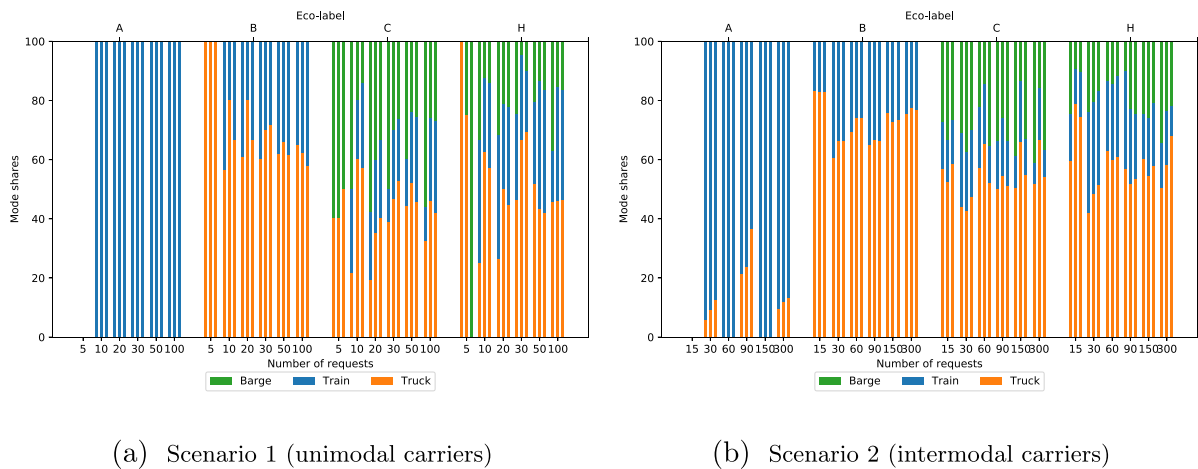 Eco-label
A B C H
100
80
60
40
20
0
Mode shares
5 10 20 30 50 100 5 10 20 30 50 100 5 10 20 30 50 100 5 10 20 30 50 100
Number of requests
Barge Train Truck
(a) Scenario 1 (unimodal carriers)
Eco-label
A B C H
100
80
60
40
20
0
Mode shares
15 30 60 90 150 300 15 30 60 90 150 300 15 30 60 90 150 300 15 30 60 90 150 300
Number of requests
Barge Train Truck
(b) Scenario 2 (intermodal carriers)